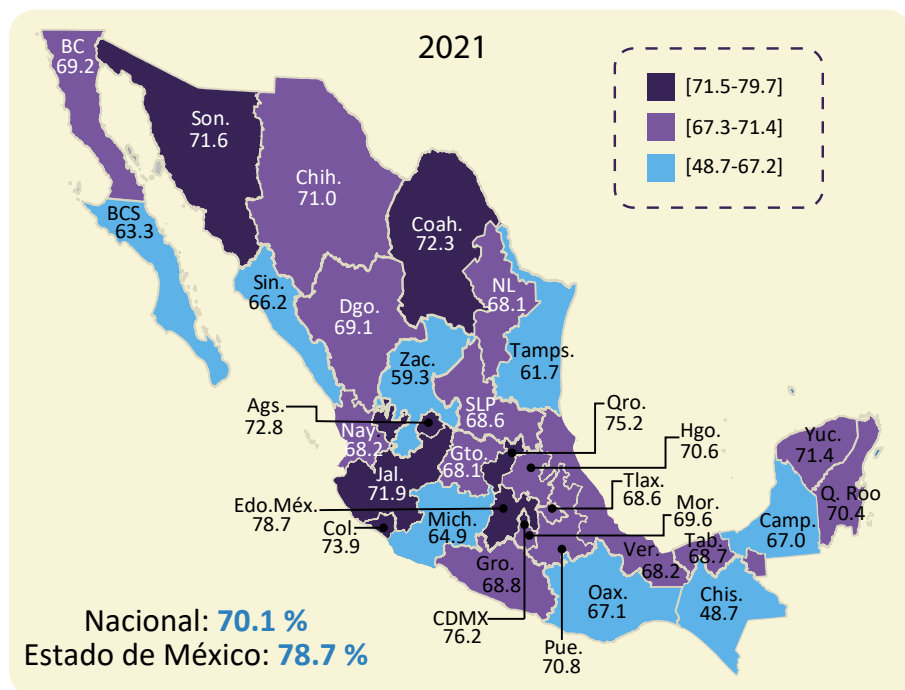 2021
[71.5-79.7]
[67.3-71.4]
[48.7-67.2]
BC
69.2
Son.
71.6
Chih.
71.0
Coah.
72.3
BCS
63.3
Sin.
66.2
Dgo.
69.1
NL
68.1
Zac.
59.3
Tamps.
61.7
Ags.
72.8
SLP
68.6
Qro.
75.2
Nay.
68.2
Gto.
68.1
Hgo.
70.6
Yuc.
71.4
Jal.
71.9
Tlax.
68.6
Q. Roo
70.4
Edo.Méx.
78.7
Mich.
64.9
Mor.
69.6
Camp.
67.0
Col.
73.9
Ver.
68.2
Tab.
68.7
Gro.
68.8
Oax.
67.1
Chis.
48.7
CDMX
76.2
Pue.
70.8
Nacional: 70.1 %
Estado de México: 78.7 %